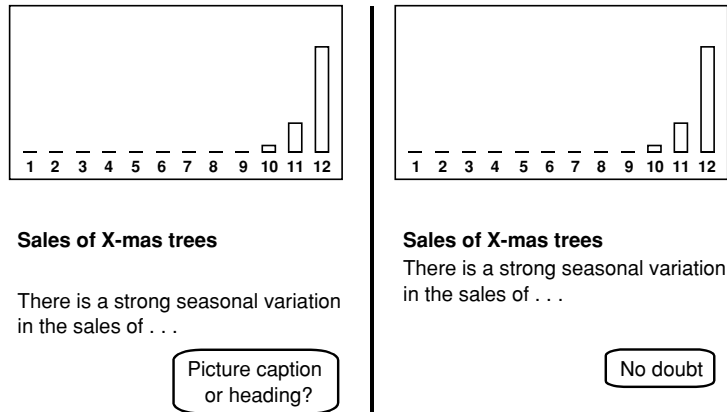 1 2 3 4 5 6 7 8 9 10 11 12
Sales of X-mas trees
There is a strong seasonal variation
in the sales of . . .
Picture caption
or heading?
1 2 3 4 5 6 7 8 9 10 11 12
Sales of X-mas trees
There is a strong seasonal variation
in the sales of . . .
No doubt